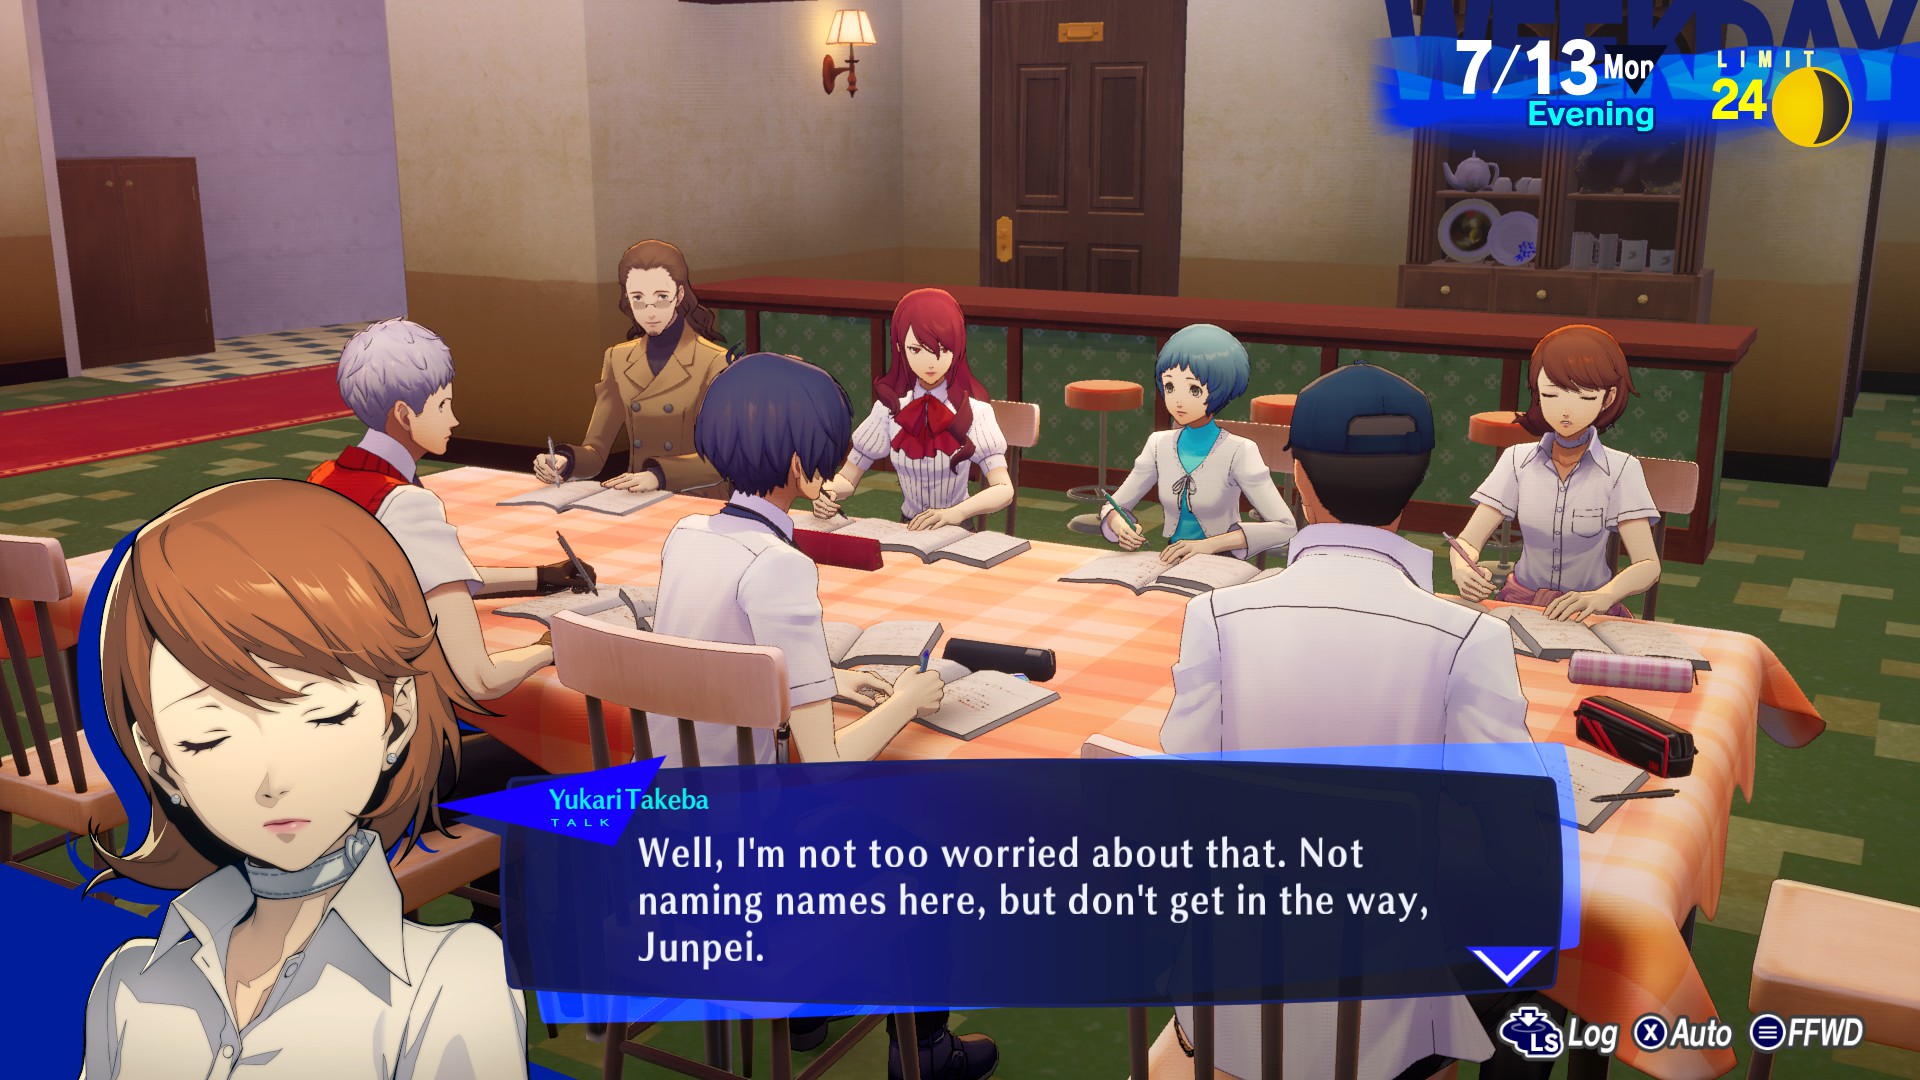 WEEKDAY
7/13 Mon
Evening
LIMIT
24
Yukari Takeba
TALK
Well, I'm not too worried about that. Not
naming names here, but don't get in the way,
Junpei.
LS Log X Auto FFWD